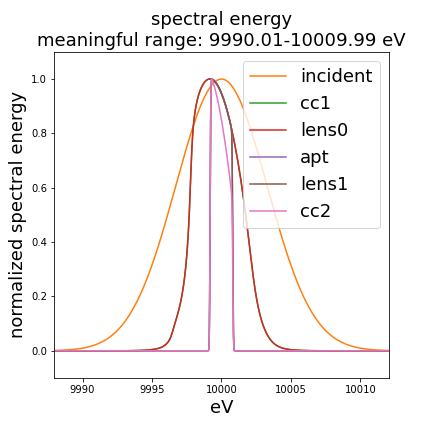 spectral energy
meaningful range: 9990.01-10009.99 eV
normalized spectral energy
1.0
0.8
0.6
0.4
0.2
0.0
incident
cc1
lens0
apt
lens1
cc2
9990
9995
10000
10005
10010
eV